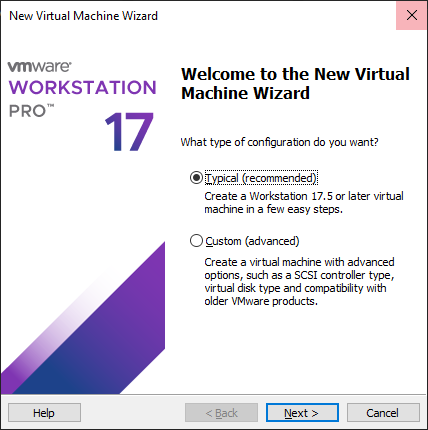 New Virtual Machine Wizard
vmware®
WORKSTATION
PRO™
17
Welcome to the New Virtual
Machine Wizard
What type of configuration do you want?
Typical (recommended)
Create a Workstation 17.5 or later virtual
machine in a few easy steps.
Custom (advanced)
Create a virtual machine with advanced
options, such as a SCSI controller type,
virtual disk type and compatibility with
older VMware products.
Help
< Back
Next >
Cancel